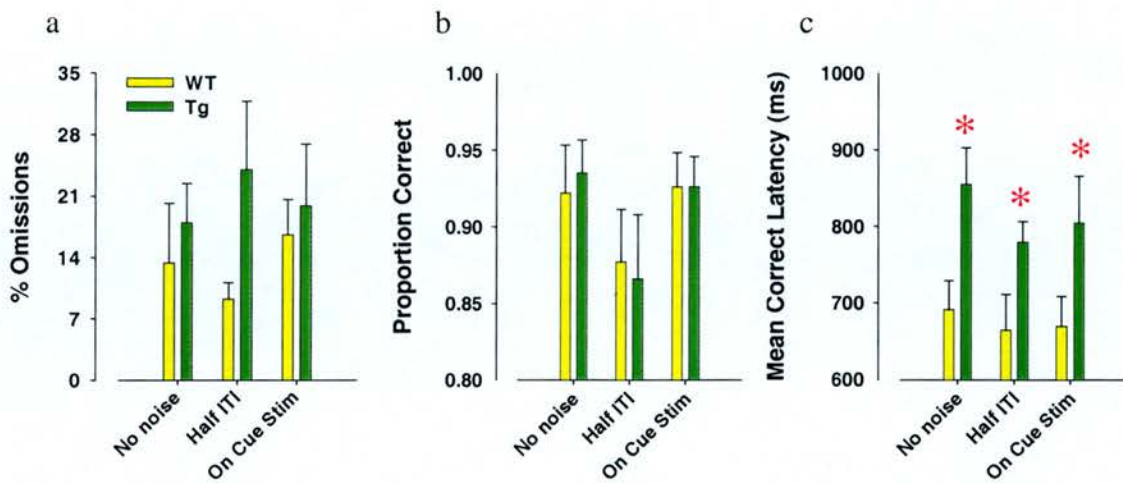 a
35
28
21
14
7
0
% Omissions
WT
Tg
No noise
Half ITI
On Cue Stim
b
1.00
0.95
0.90
0.85
0.80
Proportion Correct
No noise
Half ITI
On Cue Stim
c
1000
900
800
700
600
Mean Correct Latency (ms)
*
*
*
No noise
Half ITI
On Cue Stim